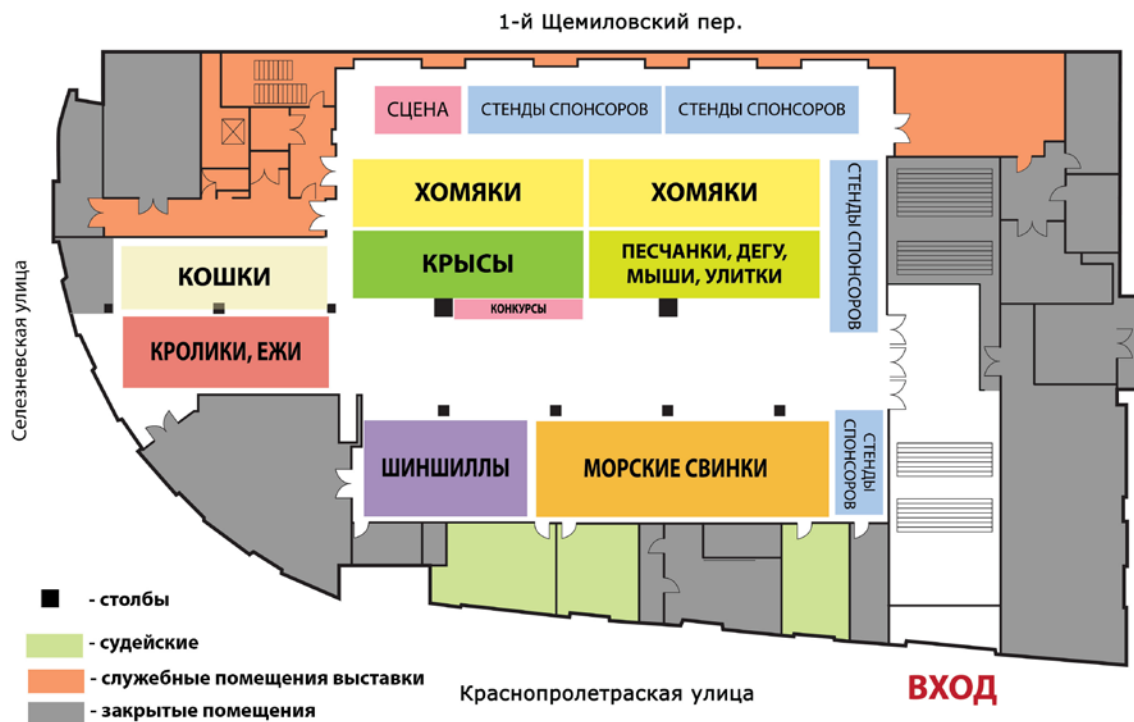 1-й Щемиловский пер.
СЦЕНА
СТЕНДЫ СПОНСОРОВ
СТЕНДЫ СПОНСОРОВ
ХОМЯКИ
ХОМЯКИ
СТЕНДЫ СПОНСОРОВ
КРЫСЫ
ПЕСЧАНКИ, ДЕГУ,
МЫШИ, УЛИТКИ
КОШКИ
КОНКУРСЫ
КРОЛИКИ, ЕЖИ
Селезневская улица
ШИНШИЛЛЫ
МОРСКИЕ СВИНКИ
СТЕНДЫ
СПОНСОРОВ
- столбы
- судейские
- служебные помещения выставки
- закрытые помещения
Краснопролетраская улица
ВХОД